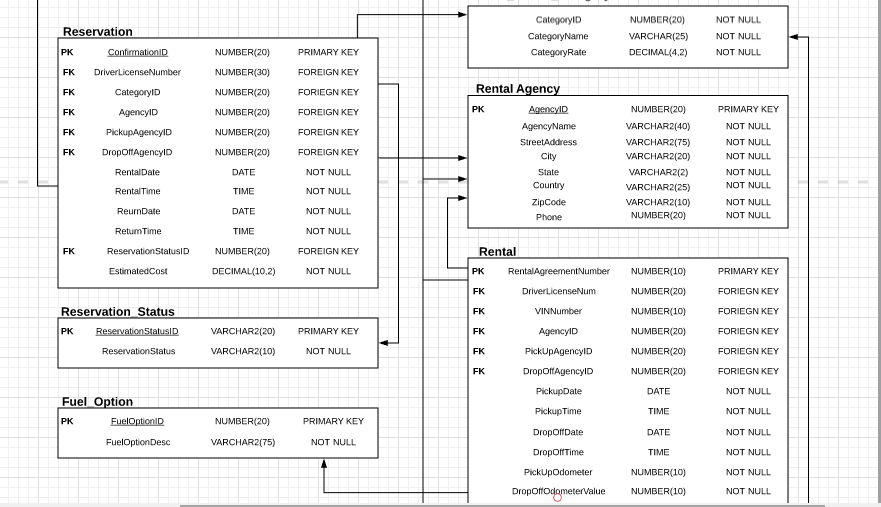 CategoryID NUMBER(20) NOT NULL
CategoryName VARCHAR(25) NOT NULL
CategoryRate DECIMAL(4,2) NOT NULL
Reservation
PK ConfirmationID NUMBER(20) PRIMARY KEY
FK DriverLicenseNumber NUMBER(30) FOREIGN KEY
FK CategoryID NUMBER(20) FORIEGN KEY
FK AgencyID NUMBER(20) FOREIGN KEY
FK PickupAgencyID NUMBER(20) FOREIGN KEY
FK DropOffAgencyID NUMBER(20) FOREIGN KEY
RentalDate DATE NOT NULL
RentalTime TIME NOT NULL
ReurnDate DATE NOT NULL
ReturnTime TIME NOT NULL
FK ReservationStatusID NUMBER(20) FOREIGN KEY
EstimatedCost DECIMAL(10,2) NOT NULL
Rental Agency
PK AgencyID NUMBER(20) PRIMARY KEY
AgencyName VARCHAR2(40) NOT NULL
StreetAddress VARCHAR2(75) NOT NULL
City VARCHAR2(20) NOT NULL
State VARCHAR2(2) NOT NULL
Country VARCHAR2(25) NOT NULL
ZipCode VARCHAR2(10) NOT NULL
Phone NUMBER(20) NOT NULL
Reservation_Status
PK ReservationStatusID VARCHAR2(20) PRIMARY KEY
ReservationStatus VARCHAR2(10) NOT NULL
Fuel_Option
PK FuelOptionID NUMBER(20) PRIMARY KEY
FuelOptionDesc VARCHAR2(75) NOT NULL
Rental
PK RentalAgreementNumber NUMBER(10) PRIMARY KEY
FK DriverLicenseNum NUMBER(20) FORIEGN KEY
FK VINNumber NUMBER(10) FORIEGN KEY
FK AgencyID NUMBER(20) FORIEGN KEY
FK PickUpAgencyID NUMBER(20) FORIEGN KEY
FK DropOffAgencyID NUMBER(20) FORIEGN KEY
PickupDate DATE NOT NULL
PickupTime TIME NOT NULL
DropOffDate DATE NOT NULL
DropOffTime TIME NOT NULL
PickUpOdometer NUMBER(10) NOT NULL
DropOffOdometerValue NUMBER(10) NOT NULL